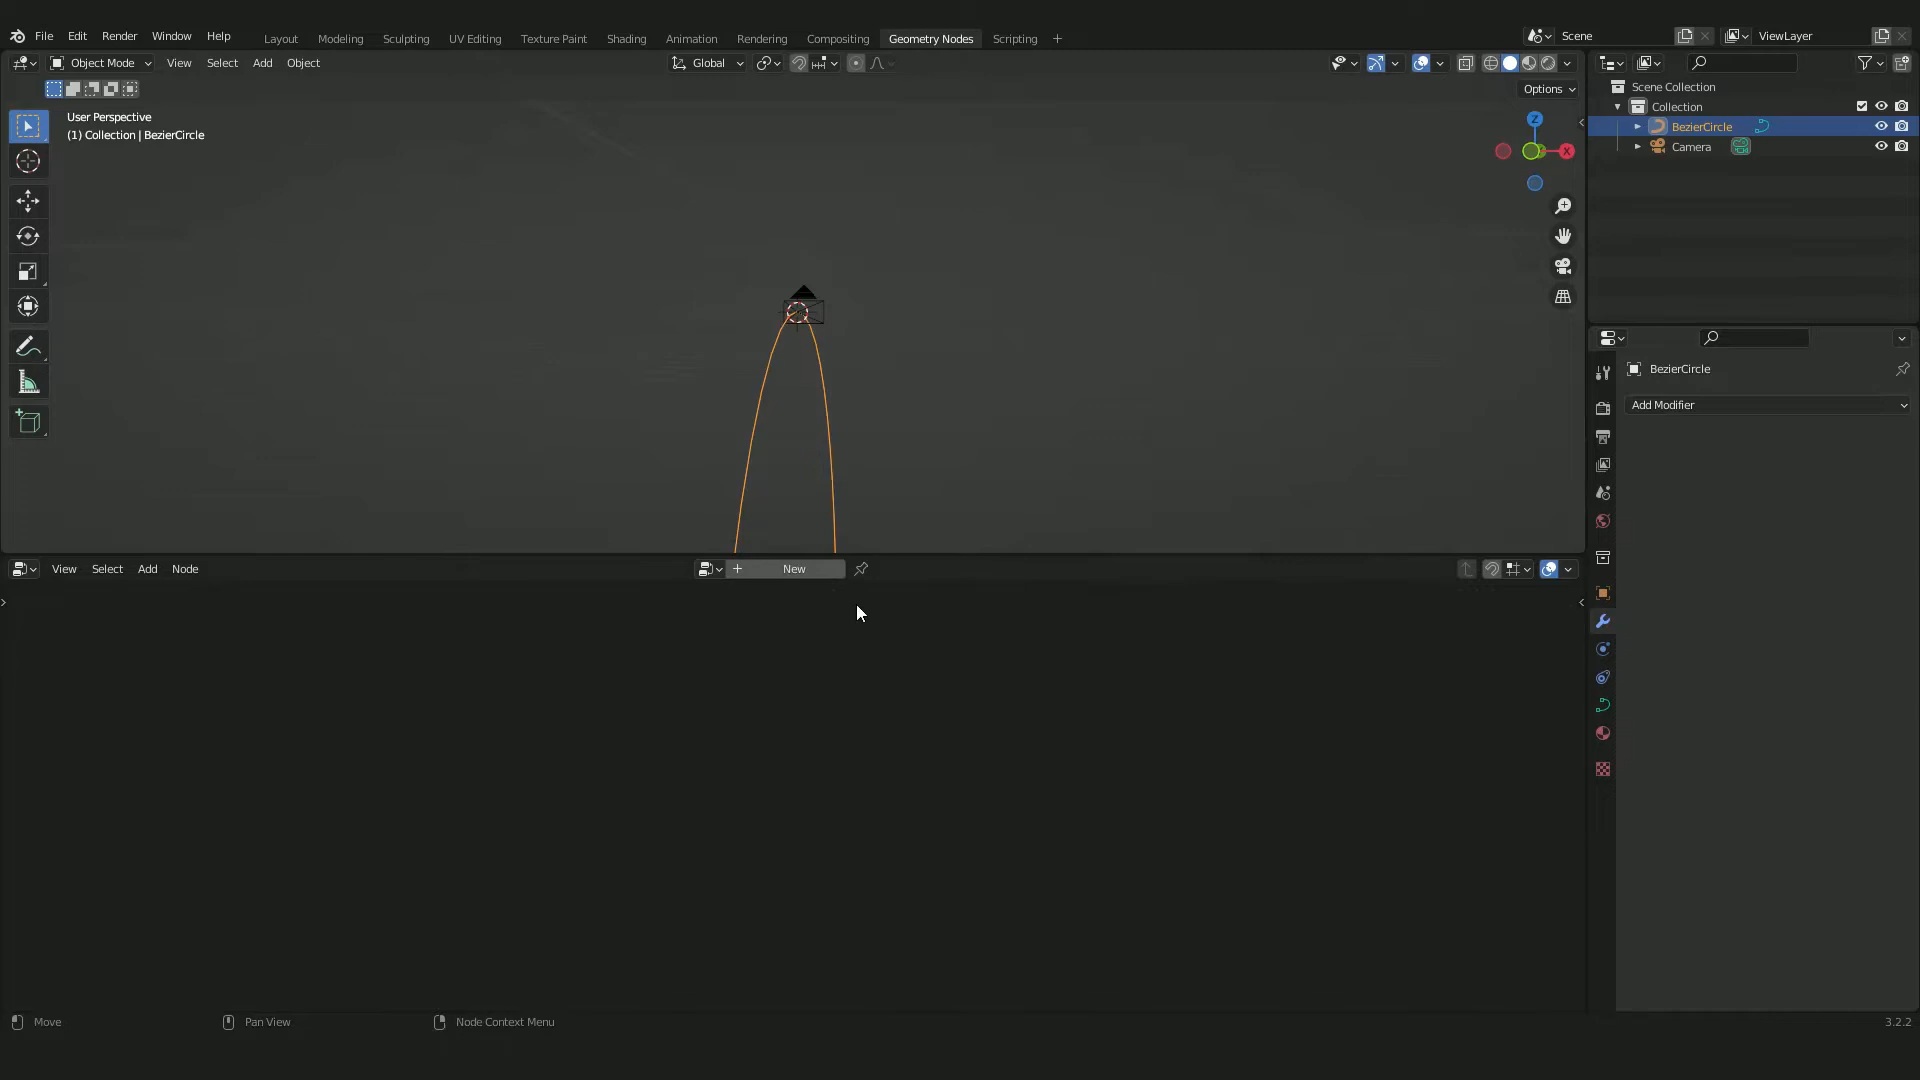 File Edit Render Window Help Layout Modeling Sculpting UV Editing Texture Paint Shading Animation Rendering Compositing Geometry Nodes Scripting + Scene ViewLayer
Object Mode View Select Add Object Global
Options
User Perspective
(1) Collection | BezierCircle
Z
X
Scene Collection
Collection
BezierCircle
Camera
BezierCircle
Add Modifier
View Select Add Node + New
Move Pan View Node Context Menu 3.2.2